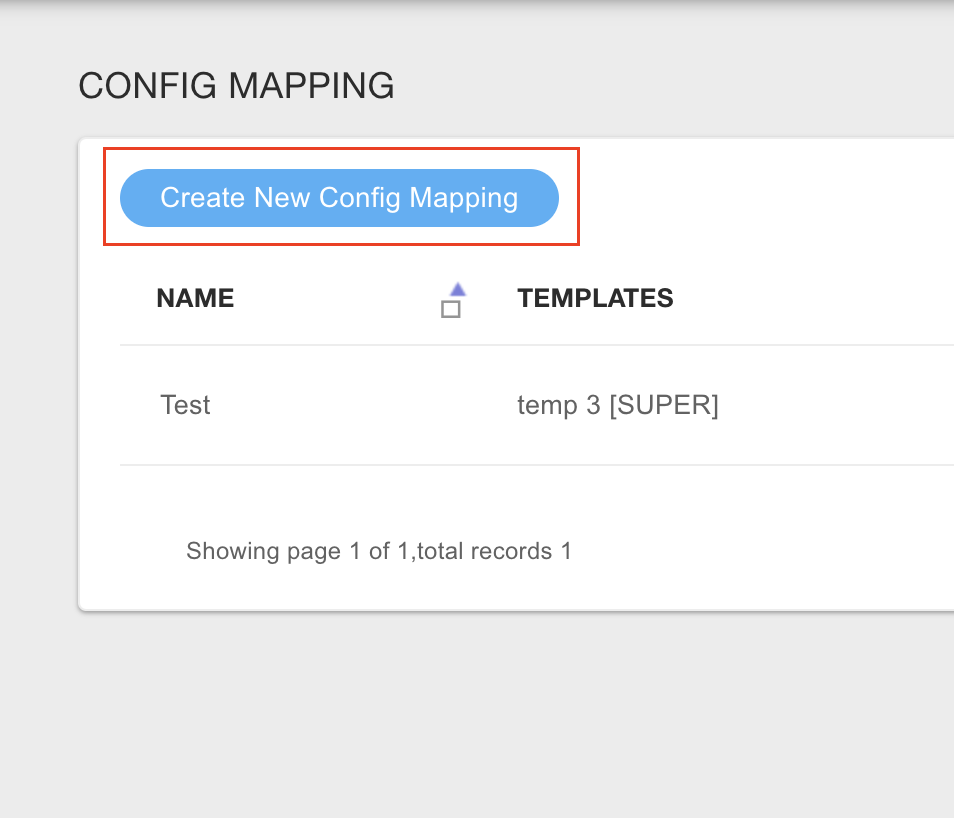 CONFIG MAPPING
Create New Config Mapping
NAME TEMPLATES
Test temp 3 [SUPER]
Showing page 1 of 1,total records 1